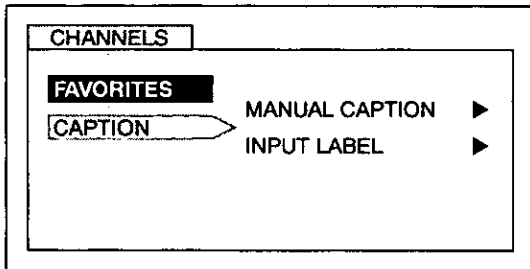 CHANNELS
FAVORITES
CAPTION
MANUAL CAPTION ▶
INPUT LABEL ▶